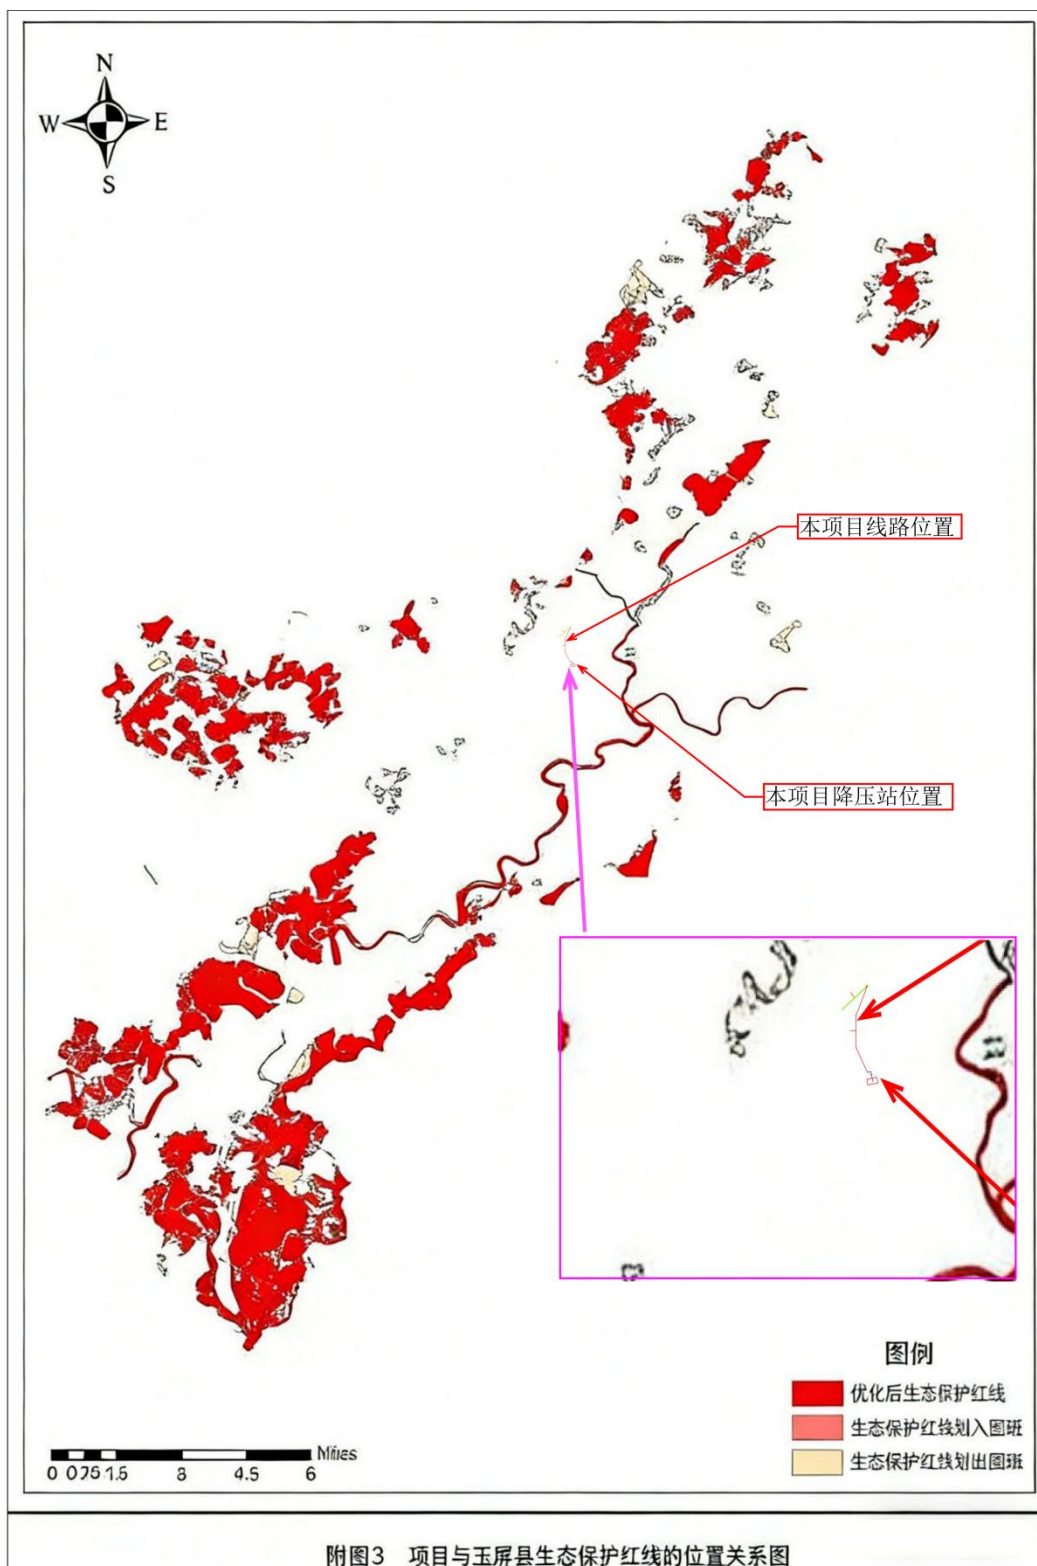 N
W E
S
本项目线路位置
本项目降压站位置
图例
优化后生态保护红线
生态保护红线划入图斑
生态保护红线划出图斑
Miles
0 0.75 1.5 3 4.5 6
附图3 项目与玉屏县生态保护红线的位置关系图